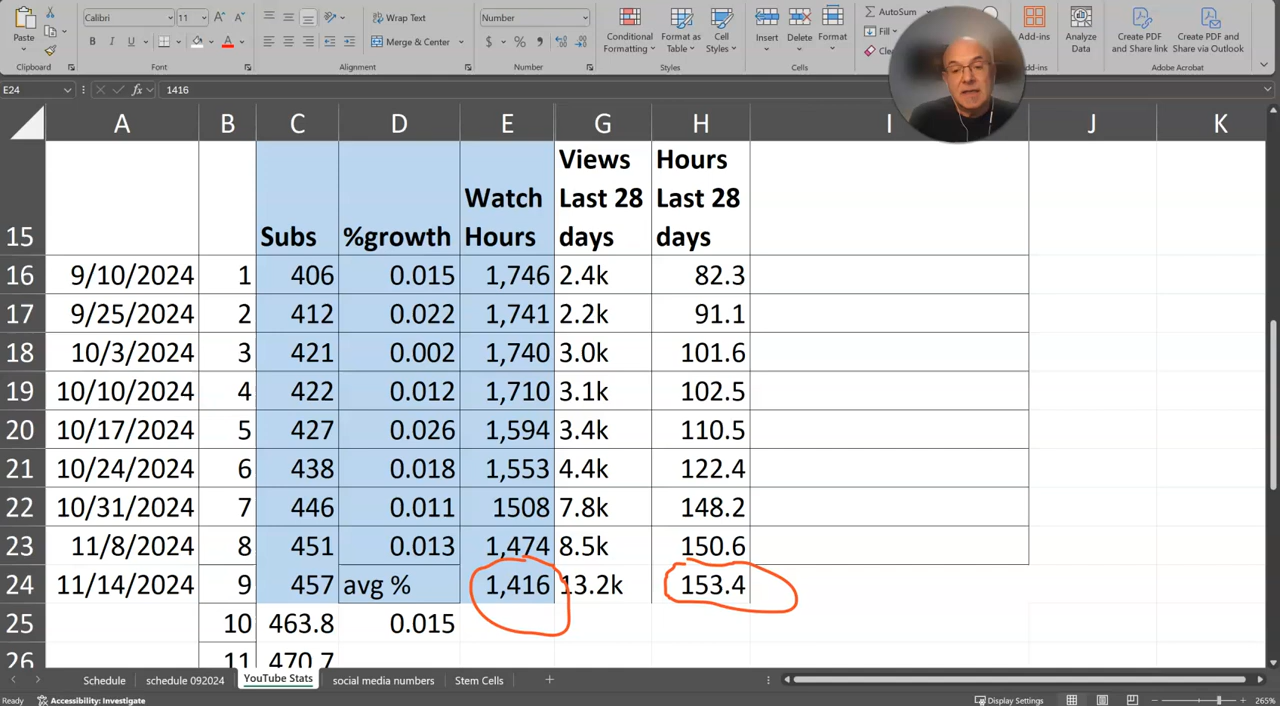 Calibri 11 Wrap Text Number AutoSum
Paste B I U Merge & Center $ % Conditional Formatting Format as Table Cell Styles Insert Delete Format Fill Add-ins Analyze Data Create PDF and Share link Create PDF and Share via Outlook
Clipboard Font Alignment Number Styles Cells Add-ins Adobe Acrobat
E24 fx 1416
A B C D E G H I J K
15 Subs %growth Watch Hours Views Last 28 days Hours Last 28 days
16 9/10/2024 1 406 0.015 1,746 2.4k 82.3
17 9/25/2024 2 412 0.022 1,741 2.2k 91.1
18 10/3/2024 3 421 0.002 1,740 3.0k 101.6
19 10/10/2024 4 422 0.012 1,710 3.1k 102.5
20 10/17/2024 5 427 0.026 1,594 3.4k 110.5
21 10/24/2024 6 438 0.018 1,553 4.4k 122.4
22 10/31/2024 7 446 0.011 1508 7.8k 148.2
23 11/8/2024 8 451 0.013 1,474 8.5k 150.6
24 11/14/2024 9 457 avg % 1,416 13.2k 153.4
25 10 463.8 0.015
26 11 470.7
Schedule schedule 092024 YouTube Stats social media numbers Stem Cells
Ready Accessibility: Investigate Display Settings 265%